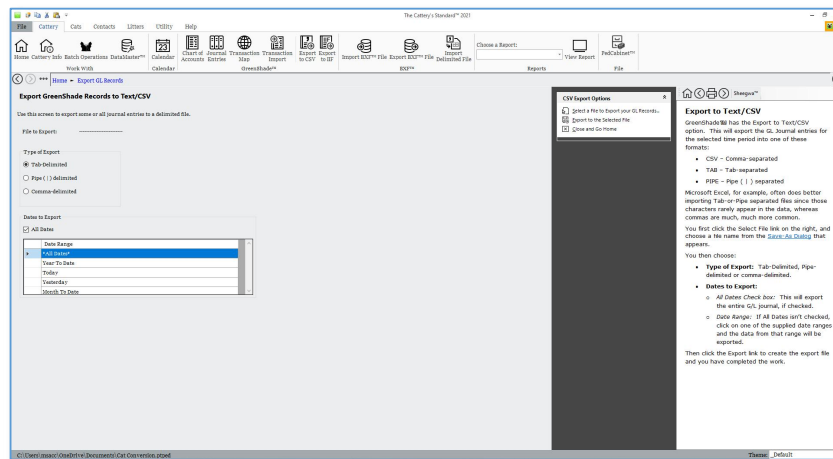 The Cattery's Standard™ 2021
File Cattery Cats Contacts Litters Utility Help
Home Cattery Info Batch Operations DataMaster™ Calendar Chart of Accounts Journal Entries Transaction Map Transaction Import Export to CSV Export to IIF Import BXF™ File Export BXF™ File Import Delimited File Choose a Report: View Report PedCabinet™
Work With Calendar GreenShade™ BXF™ Reports File
Home Export GL Records
Export GreenShade Records to Text/CSV
Use this screen to export some or all journal entries to a delimited file.
File to Export: --------------------
Type of Export
Tab-Delimited
Pipe ( | ) delimited
Comma-delimited
Dates to Export
All Dates
Date Range
*All Dates*
Year To Date
Today
Yesterday
Month To Date
CSV Export Options
Select a File to Export your GL Records..
Export to the Selected File
Close and Go Home
Sheegwa™
Export to Text/CSV
GreenShade has the Export to Text/CSV
option. This will export the GL Journal entries for
the selected time period into one of these
formats:
• CSV – Comma-separated
• TAB – Tab-separated
• PIPE – Pipe ( | ) separated
Microsoft Excel, for example, often does better
importing Tab-or-Pipe separated files since those
characters rarely appear in the data, whereas
commas are much, much more common.
You first click the Select File link on the right, and
choose a file name from the Save-As Dialog that
appears.
You then choose:
• Type of Export: Tab-Delimited, Pipe-
delimited or comma-delimited.
• Dates to Export:
o All Dates Check box: This will export
the entire G/L journal, if checked.
o Date Range: If All Dates isn't checked,
click on one of the supplied date ranges
and the data from that range will be
exported.
Then click the Export link to create the export file
and you have completed the work.
C:\Users\msacc\OneDrive\Documents\Cat Conversion.ptped
Theme: _Default